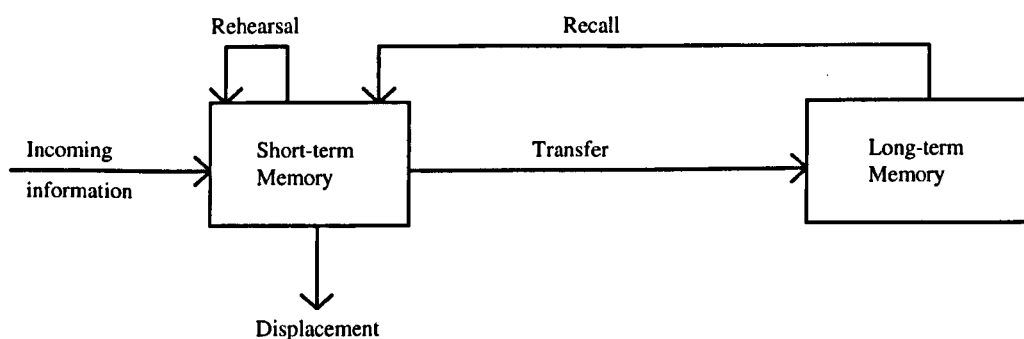 Rehearsal
Recall
Incoming
information
Short-term
Memory
Transfer
Long-term
Memory
Displacement